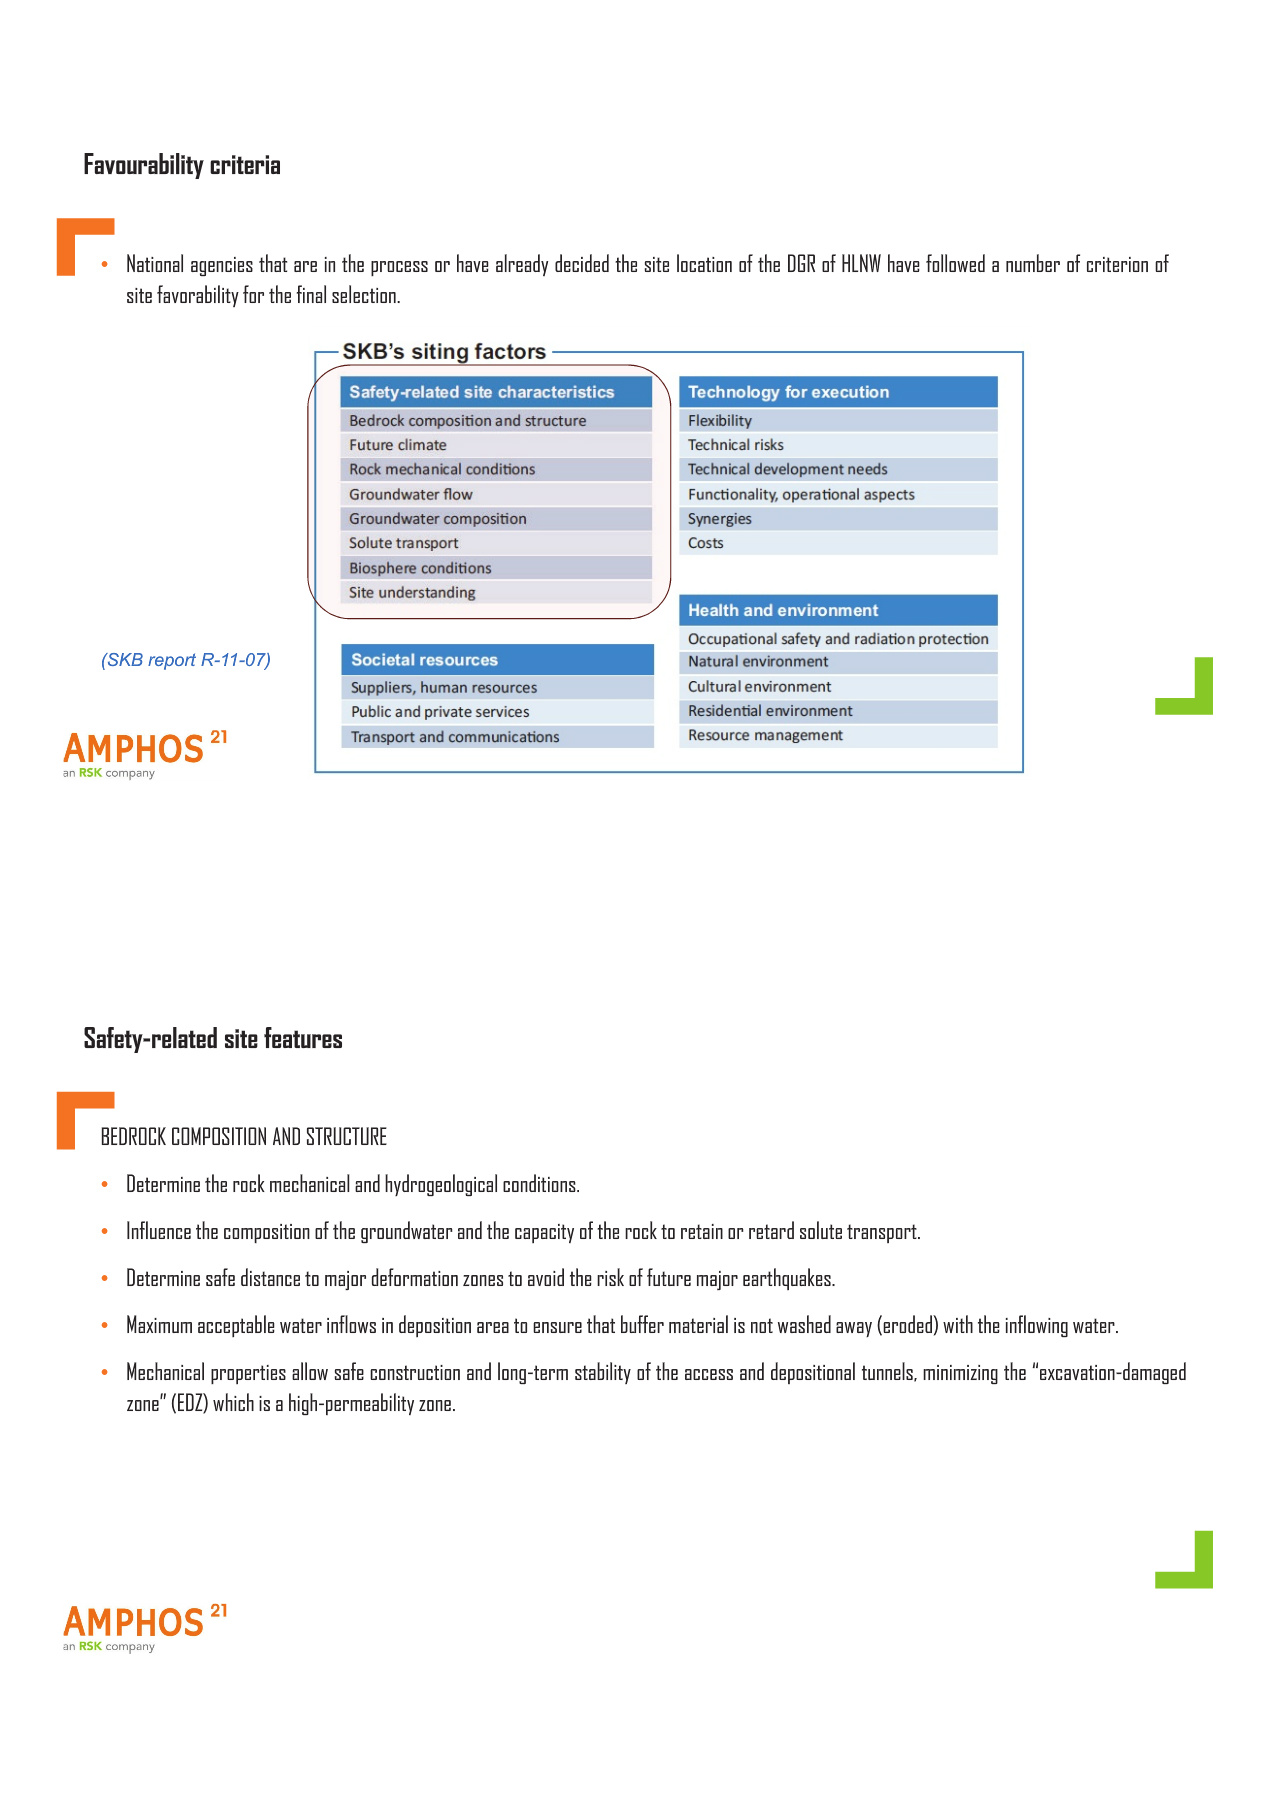 Favourability criteria
• National agencies that are in the process or have already decided the site location of the DGR of HLNW have followed a number of criterion of
site favorability for the final selection.
SKB's siting factors
Safety-related site characteristics
Bedrock composition and structure
Future climate
Rock mechanical conditions
Groundwater flow
Groundwater composition
Solute transport
Biosphere conditions
Site understanding
Societal resources
Suppliers, human resources
Public and private services
Transport and communications
Technology for execution
Flexibility
Technical risks
Technical development needs
Functionality, operational aspects
Synergies
Costs
Health and environment
Occupational safety and radiation protection
Natural environment
Cultural environment
Residential environment
Resource management
(SKB report R-11-07)
AMPHOS 21
an RSK company
Safety-related site features
BEDROCK COMPOSITION AND STRUCTURE
• Determine the rock mechanical and hydrogeological conditions.
• Influence the composition of the groundwater and the capacity of the rock to retain or retard solute transport.
• Determine safe distance to major deformation zones to avoid the risk of future major earthquakes.
• Maximum acceptable water inflows in deposition area to ensure that buffer material is not washed away (eroded) with the inflowing water.
• Mechanical properties allow safe construction and long-term stability of the access and depositional tunnels, minimizing the “excavation-damaged
zone” (EDZ) which is a high-permeability zone.
AMPHOS 21
an RSK company